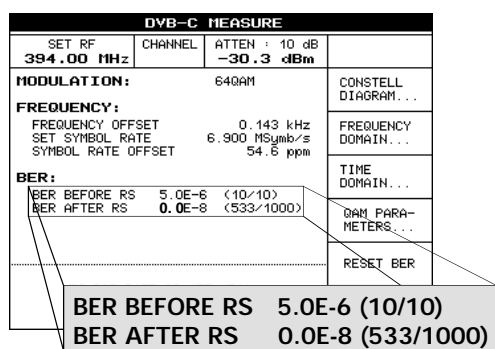 DVB-C MEASURE
SET RF
394.00 MHz
CHANNEL
ATTEN : 10 dB
-30.3 dBm
MODULATION: 64QAM
FREQUENCY:
FREQUENCY OFFSET 0.143 kHz
SET SYMBOL RATE 6.900 MSymb/s
SYMBOL RATE OFFSET 54.6 ppm
BER:
BER BEFORE RS 5.0E-6 (10/10)
BER AFTER RS 0.0E-8 (533/1000)
CONSTELL
DIAGRAM...
FREQUENCY
DOMAIN...
TIME
DOMAIN...
QAM PARA-
METERS...
RESET BER
BER BEFORE RS 5.0E-6 (10/10)
BER AFTER RS 0.0E-8 (533/1000)